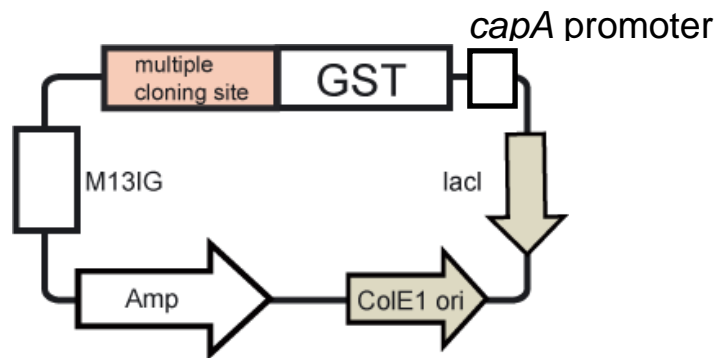 capA promoter
multiple
cloning site
GST
M13IG
lacI
Amp
ColE1 ori